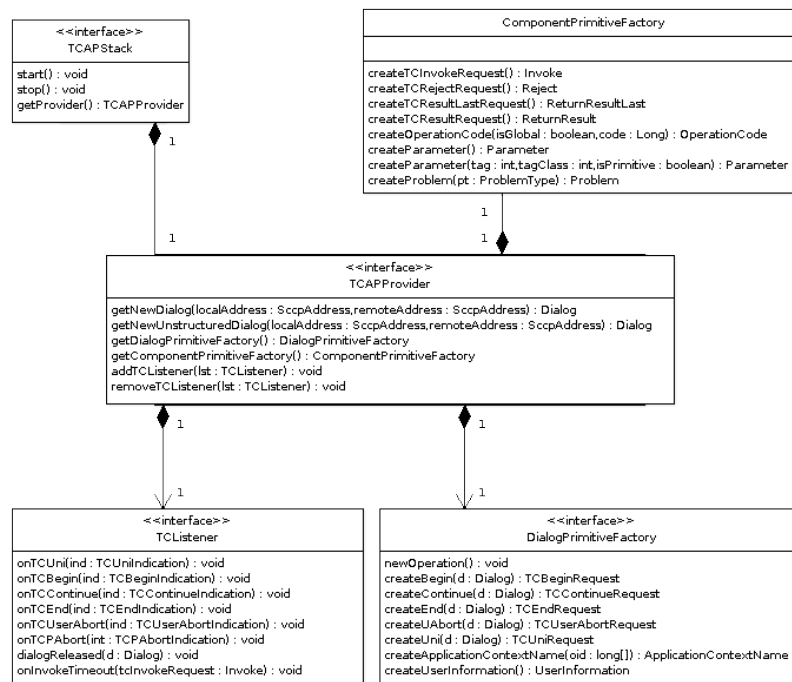 <<interface>>
TCAPStack
start() : void
stop() : void
getProvider() : TCAPProvider
ComponentPrimitiveFactory
createTCInvokeRequest() : Invoke
createTCRejectRequest() : Reject
createTCResultLastRequest() : ReturnResultLast
createTCResultRequest() : ReturnResult
createOperationCode(isGlobal : boolean,code : Long) : OperationCode
createParameter() : Parameter
createParameter(tag : int,tagClass : int,isPrimitive : boolean) : Parameter
createProblem(pt : ProblemType) : Problem
1
1
1
1
<<interface>>
TCAPProvider
getNewDialog(localAddress : SccpAddress,remoteAddress : SccpAddress) : Dialog
getNewUnstructuredDialog(localAddress : SccpAddress,remoteAddress : SccpAddress) : Dialog
getDialogPrimitiveFactory() : DialogPrimitiveFactory
getComponentPrimitiveFactory() : ComponentPrimitiveFactory
addTCListener(lst : TCListener) : void
removeTCListener(lst : TCListener) : void
1
1
1
1
<<interface>>
TCListener
onTCUni(ind : TCUniIndication) : void
onTCBegin(ind : TCBeginIndication) : void
onTCContinue(ind : TCContinueIndication) : void
onTCEnd(ind : TCEndIndication) : void
onTCUserAbort(ind : TCUserAbortIndication) : void
onTCPAbort(int : TCPAbortIndication) : void
dialogReleased(d : Dialog) : void
onInvokeTimeout(tcInvokeRequest : Invoke) : void
<<interface>>
DialogPrimitiveFactory
newOperation() : void
createBegin(d : Dialog) : TCBeginRequest
createContinue(d : Dialog) : TCContinueRequest
createEnd(d : Dialog) : TCEndRequest
createUAbort(d : Dialog) : TCUserAbortRequest
createUni(d : Dialog) : TCUniRequest
createApplicationContextName(oid : long[]) : ApplicationContextName
createUserInformation() : UserInformation